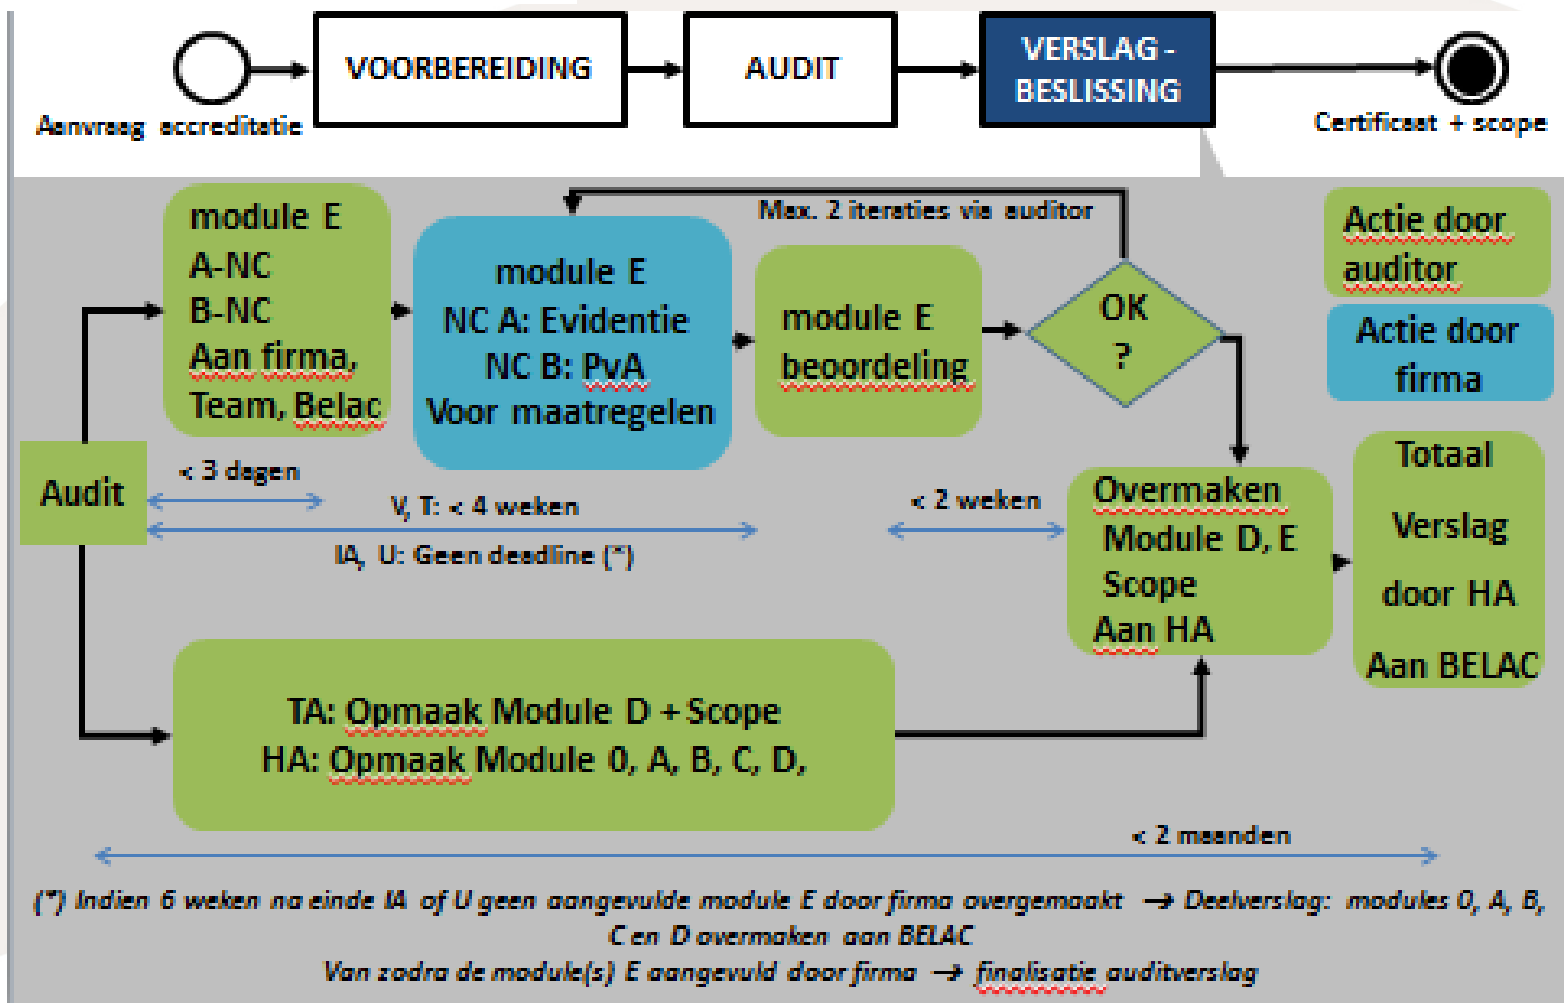 VOORBEREIDING
AUDIT
VERSLAG -
BESLISSING
Aanvraag accreditatie
Certificaat + scope
Max. 2 iteraties via auditor
module E
A-NC
B-NC
Aan firma,
Team, Belac
module E
NC A: Evidentie
NC B: PvA
Voor maatregelen
module E
beoordeling
OK
?
Actie door
auditor
Actie door
firma
Audit
< 3 dagen
V, T: < 4 weken
IA, U: Geen deadline (*)
< 2 weken
Overmaken
Module D, E
Scope
Aan HA
Totaal
Verslag
door HA
Aan BELAC
TA: Opmaak Module D + Scope
HA: Opmaak Module 0, A, B, C, D,
< 2 maanden
(*) Indien 6 weken na einde IA of U geen aangevulde module E door firma overgemaakt → Deelverslag: modules 0, A, B,
C en D overmaken aan BELAC
Van zodra de module(s) E aangevuld door firma → finalisatie auditverslag